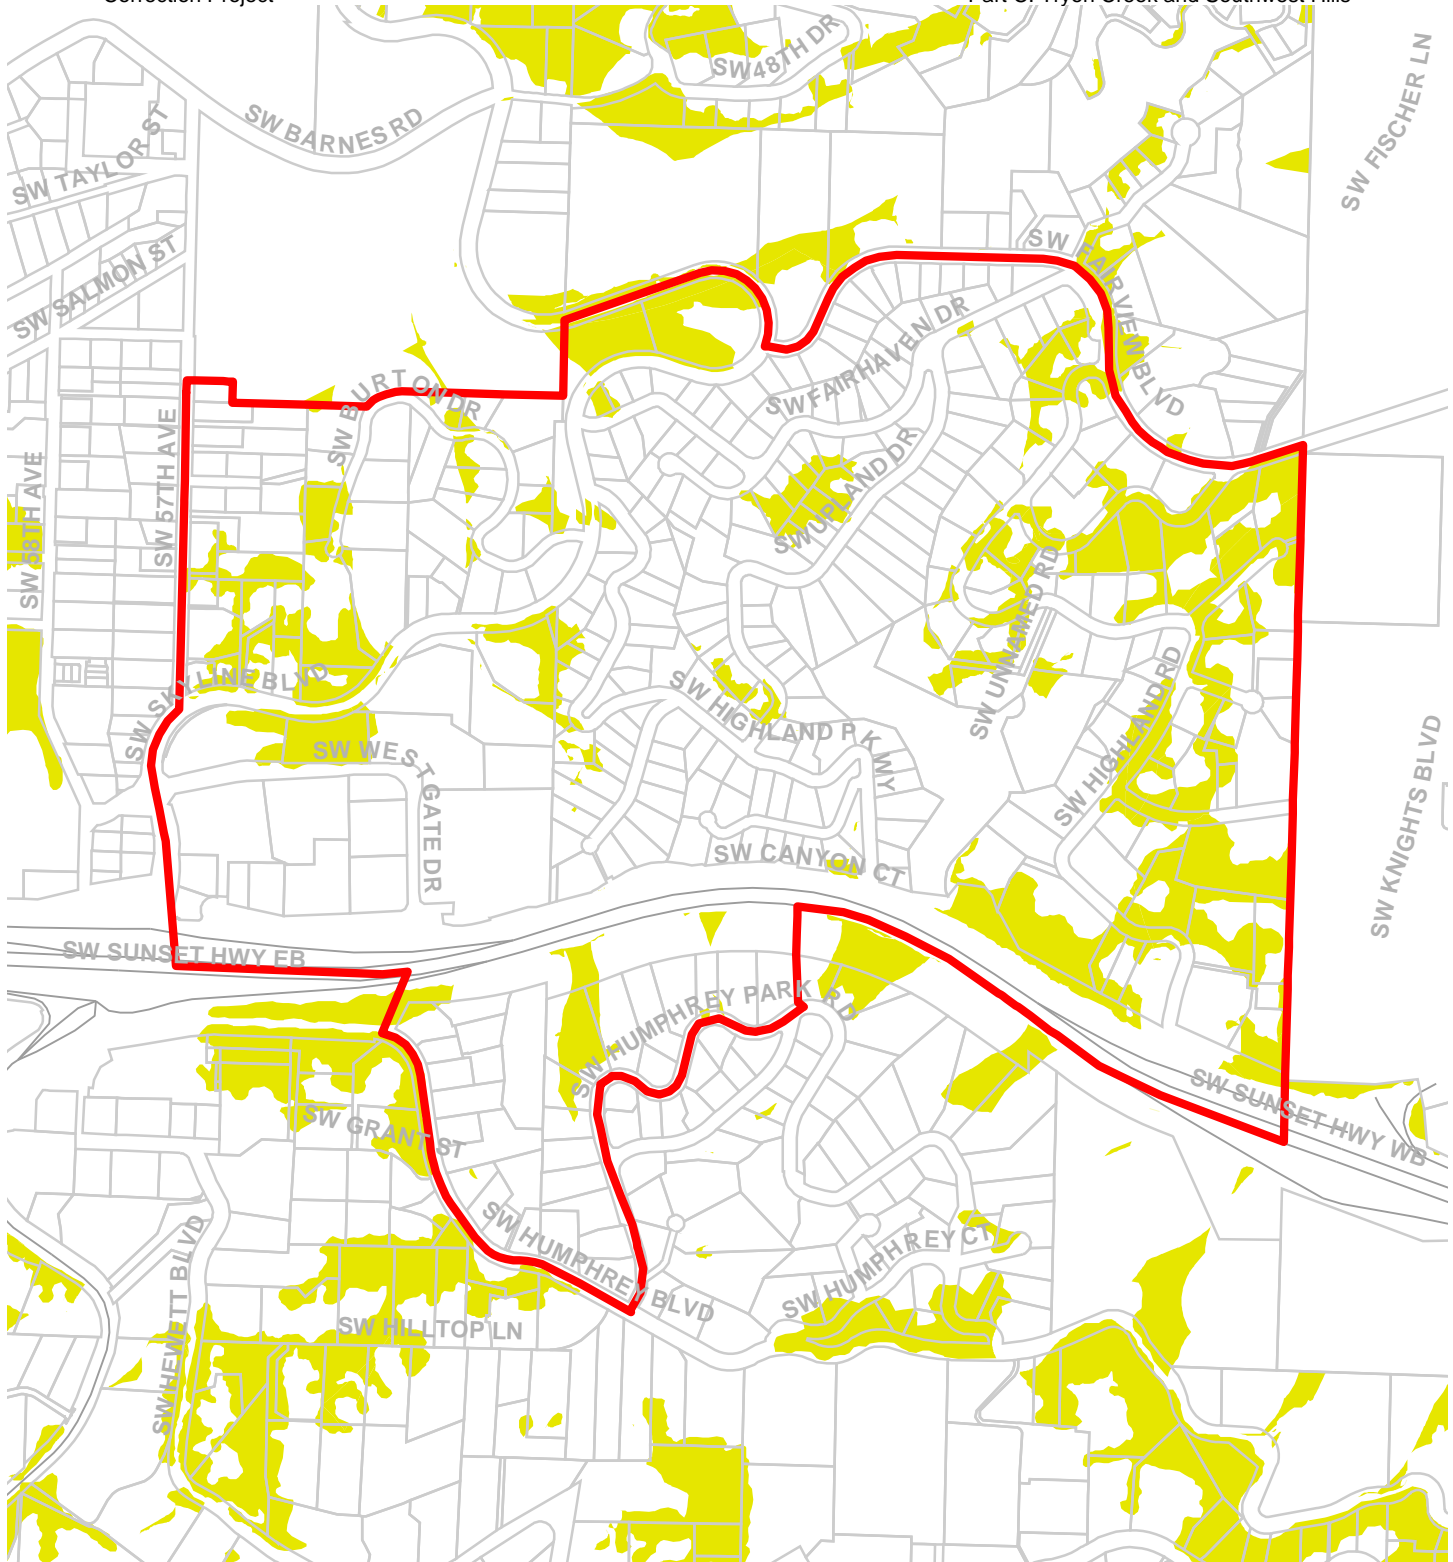 Correction Project
SW 48TH DR
SW FISCHER LN
SW BARNES RD
SW TAYLOR ST
SW SALMON ST
SW FAIRVIEW BLVD
SW FAIRHAVEN DR
SW BURTON DR
SW 57TH AVE
SW 58TH AVE
SW UPLAND DR
SW UNNAMED RD
SW HIGHLAND RD
SW SKYLINE BLVD
SW HIGHLAND PKWY
SW WESTGATE DR
SW KNIGHTS BLVD
SW CANYON CT
SW SUNSET HWY EB
SW HUMPHREY PARK RD
SW SUNSET HWY WB
SW GRANT ST
SW HEWETT BLVD
SW HUMPHREY BLVD
SW HUMPHREY CT
SW HILLTOP LN